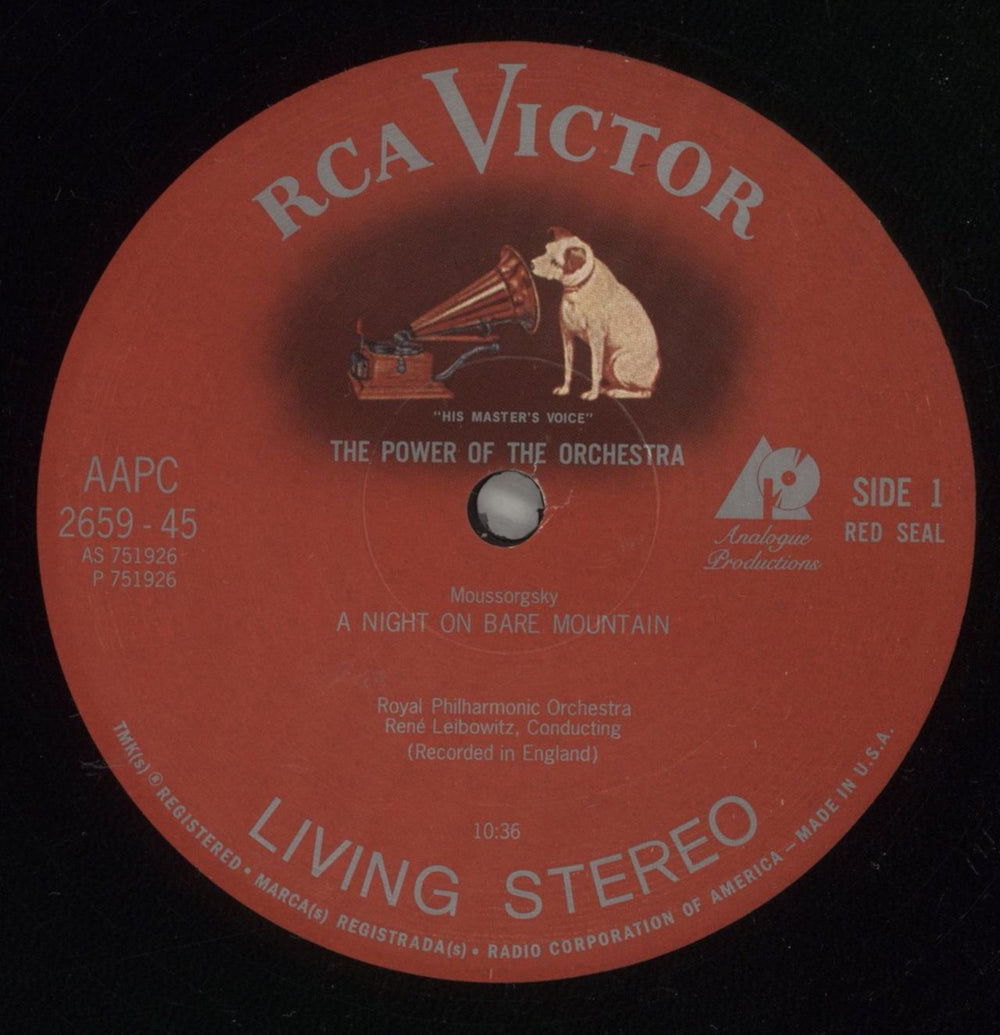 RCA VICTOR
"HIS MASTER'S VOICE"
THE POWER OF THE ORCHESTRA
AAPC
2659 - 45
AS 751926
P 751926
AP
Analogue
Productions
SIDE 1
RED SEAL
Moussorgsky
A NIGHT ON BARE MOUNTAIN
Royal Philharmonic Orchestra
René Leibowitz, Conducting
(Recorded in England)
10:36
LIVING STEREO
TMK(s) ® REGISTERED • MARCA(s) REGISTRADA(s) • RADIO CORPORATION OF AMERICA — MADE IN U.S.A.